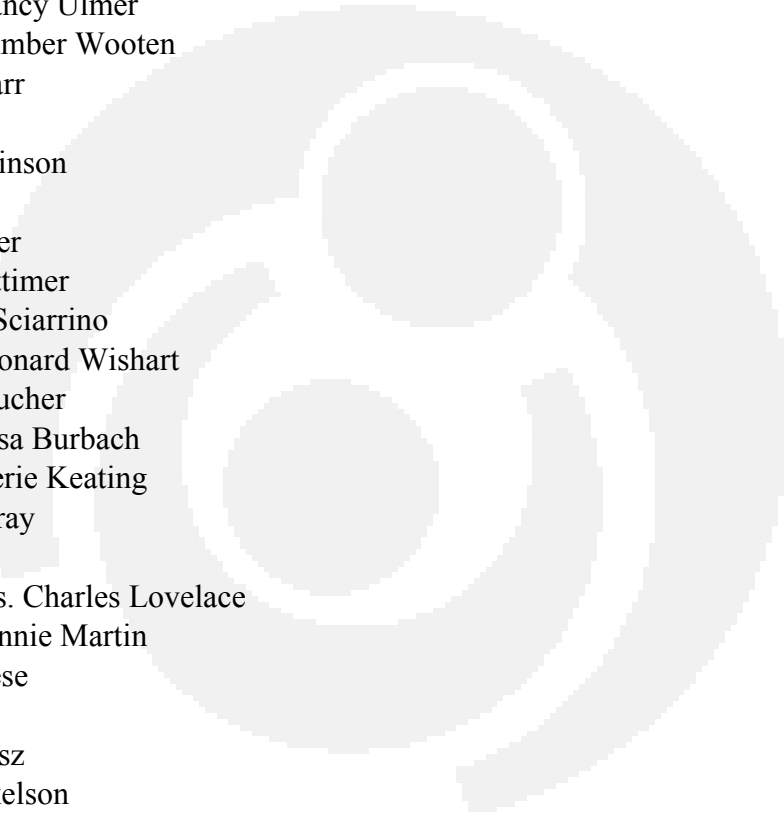 ancy Ulmer
mber Wooten
arr
inson
er
timer
Sciarrino
onard Wishart
ucher
sa Burbach
erie Keating
ray
s. Charles Lovelace
nnie Martin
ese
sz
elson